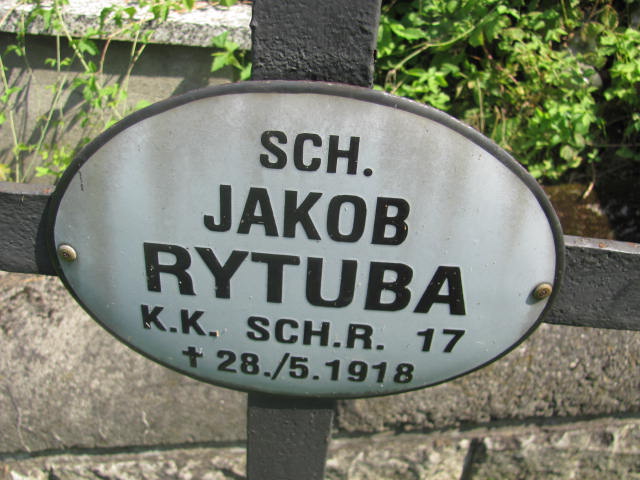 SCH.
JAKOB
RYTUBA
K.K. SCH.R. 17
✝ 28./5.1918